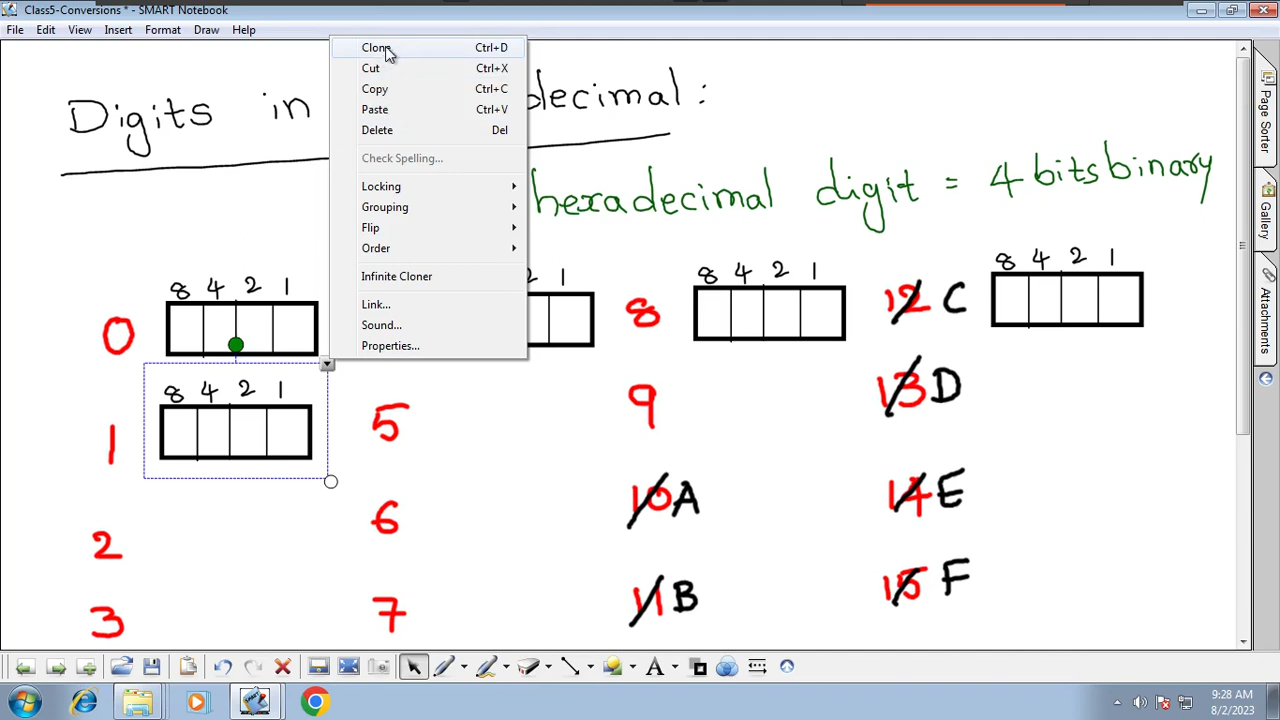 Class5-Conversions * - SMART Notebook
File Edit View Insert Format Draw Help
Clone Ctrl+D
Cut Ctrl+X
Copy Ctrl+C
Paste Ctrl+V
Delete Del
Check Spelling...
Locking
Grouping
Flip
Order
Infinite Cloner
Link...
Sound...
Properties...
Digits in decimal:
hexadecimal digit = 4 bits binary
8 4 2 1
2 1
8 4 2 1
8 4 2 1
0
8
12 C
8 4 2 1
1
5
9
13 D
2
6
10 A
14 E
3
7
11 B
15 F
Page Sorter
Gallery
Attachments
9:28 AM
8/2/2023